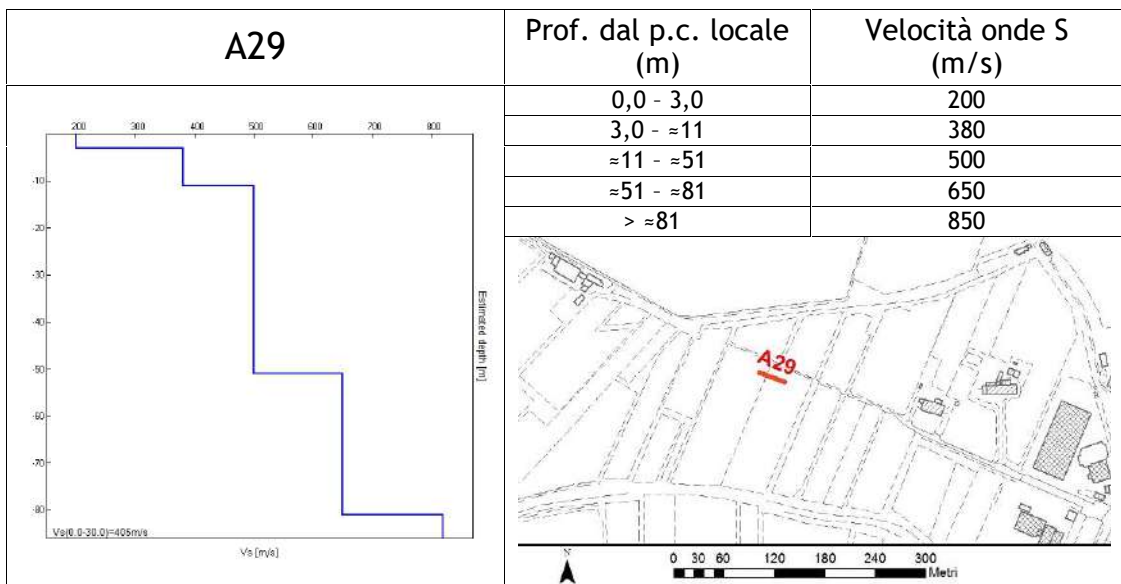 A29
Prof. dal p.c. locale (m)
Velocità onde S (m/s)
0,0 – 3,0 200
3,0 – ≈11 380
≈11 – ≈51 500
≈51 – ≈81 650
> ≈81 850
200 300 400 500 600 700 800
-10
-20
-30
-40
-50
-60
-70
-80
Estimated depth [m]
Vs(0.0-30.0)=405m/s
Vs [m/s]
A29
N
0 30 60 120 180 240 300
Metri